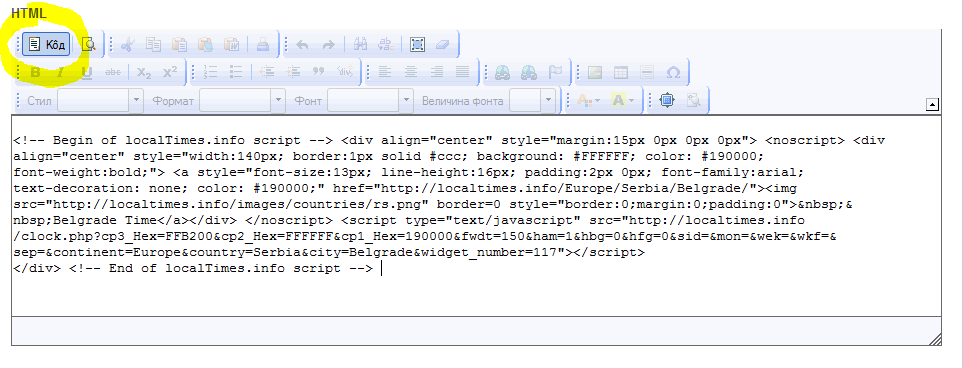 HTML
Кôд
B I U abc X₂ X²
Стил Формат Фонт Величина фонта A A
<!-- Begin of localTimes.info script --> <div align="center" style="margin:15px 0px 0px 0px"> <noscript> <div
align="center" style="width:140px; border:1px solid #ccc; background: #FFFFFF; color: #190000;
font-weight:bold;"> <a style="font-size:13px; line-height:16px; padding:2px 0px; font-family:arial;
text-decoration: none; color: #190000;" href="http://localtimes.info/Europe/Serbia/Belgrade/"><img
src="http://localtimes.info/images/countries/rs.png" border=0 style="border:0;margin:0;padding:0">&nbsp;&
nbsp;Belgrade Time</a></div> </noscript> <script type="text/javascript" src="http://localtimes.info
/clock.php?cp3_Hex=FFB200&cp2_Hex=FFFFFF&cp1_Hex=190000&fwdt=150&ham=1&hbg=0&hfg=0&sid=&mon=&wek=&wkf=&
sep=&continent=Europe&country=Serbia&city=Belgrade&widget_number=117"></script>
</div> <!-- End of localTimes.info script -->